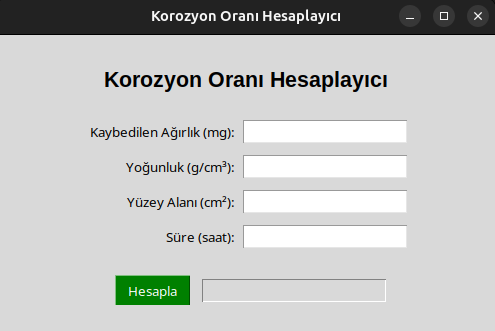 Korozyon Oranı Hesaplayıcı
Korozyon Oranı Hesaplayıcı
Kaybedilen Ağırlık (mg):
Yoğunluk (g/cm³):
Yüzey Alanı (cm²):
Süre (saat):
Hesapla